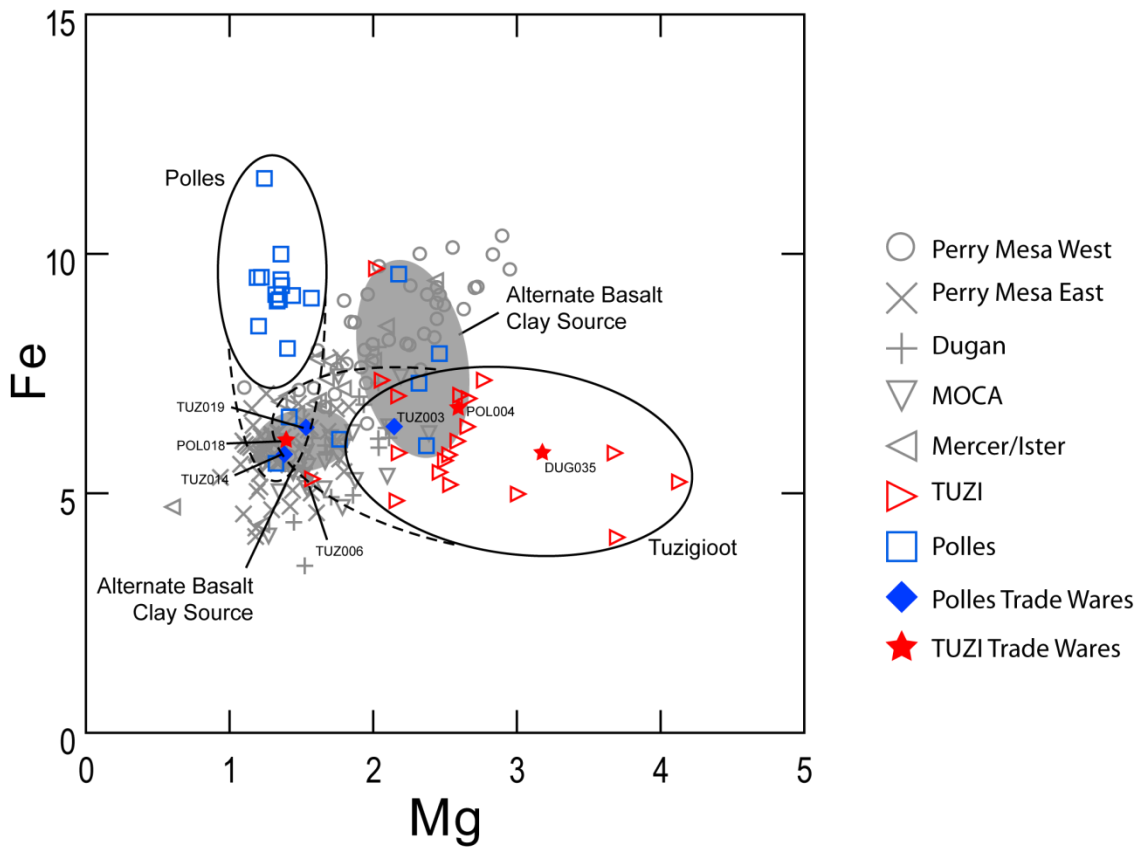 15
10
5
0
Fe
0
1
2
3
4
5
Mg
Polles
Alternate Basalt
Clay Source
TUZ019
POL018
TUZ014
TUZ003
POL004
DUG035
TUZ006
Tuzigioot
Alternate Basalt
Clay Source
Perry Mesa West
Perry Mesa East
Dugan
MOCA
Mercer/Ister
TUZI
Polles
Polles Trade Wares
TUZI Trade Wares